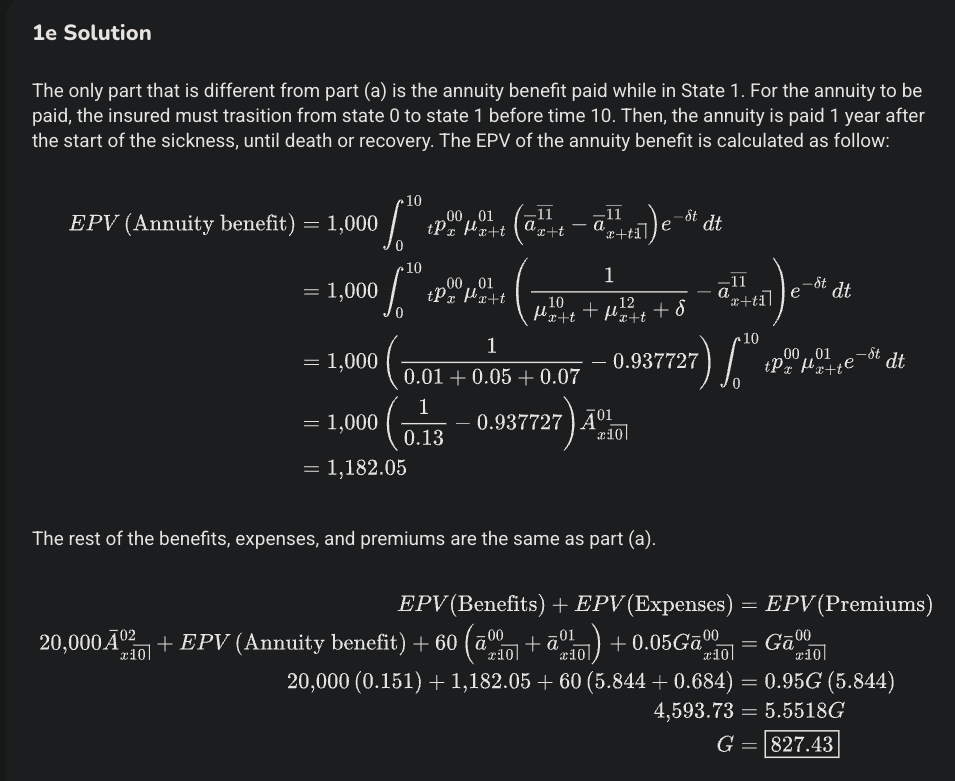 1e Solution
The only part that is different from part (a) is the annuity benefit paid while in State 1. For the annuity to be
paid, the insured must trasition from state 0 to state 1 before time 10. Then, the annuity is paid 1 year after
the start of the sickness, until death or recovery. The EPV of the annuity benefit is calculated as follow:
$EPV\,(\text{Annuity benefit}) = 1{,}000 \int_0^{10} {}_tp_x^{00} \mu_{x+t}^{01} \left( \bar{a}_{x+t}^{\overline{11}} - \bar{a}_{x+t:\overline{1}|}^{\overline{11}} \right) e^{-\delta t}\, dt$
$= 1{,}000 \int_0^{10} {}_tp_x^{00} \mu_{x+t}^{01} \left( \frac{1}{\mu_{x+t}^{10} + \mu_{x+t}^{12} + \delta} - \bar{a}_{x+t:\overline{1}|}^{\overline{11}} \right) e^{-\delta t}\, dt$
$= 1{,}000 \left( \frac{1}{0.01 + 0.05 + 0.07} - 0.937727 \right) \int_0^{10} {}_tp_x^{00} \mu_{x+t}^{01} e^{-\delta t}\, dt$
$= 1{,}000 \left( \frac{1}{0.13} - 0.937727 \right) \bar{A}_{x:\overline{10}|}^{01}$
$= 1{,}182.05$
The rest of the benefits, expenses, and premiums are the same as part (a).
$EPV(\text{Benefits}) + EPV(\text{Expenses}) = EPV(\text{Premiums})$
$20{,}000 \bar{A}_{x:\overline{10}|}^{02} + EPV\,(\text{Annuity benefit}) + 60 \left( \bar{a}_{x:\overline{10}|}^{00} + \bar{a}_{x:\overline{10}|}^{01} \right) + 0.05G\bar{a}_{x:\overline{10}|}^{00} = G\bar{a}_{x:\overline{10}|}^{00}$
$20{,}000\,(0.151) + 1{,}182.05 + 60\,(5.844 + 0.684) = 0.95G\,(5.844)$
$4{,}593.73 = 5.5518G$
$G = \boxed{827.43}$